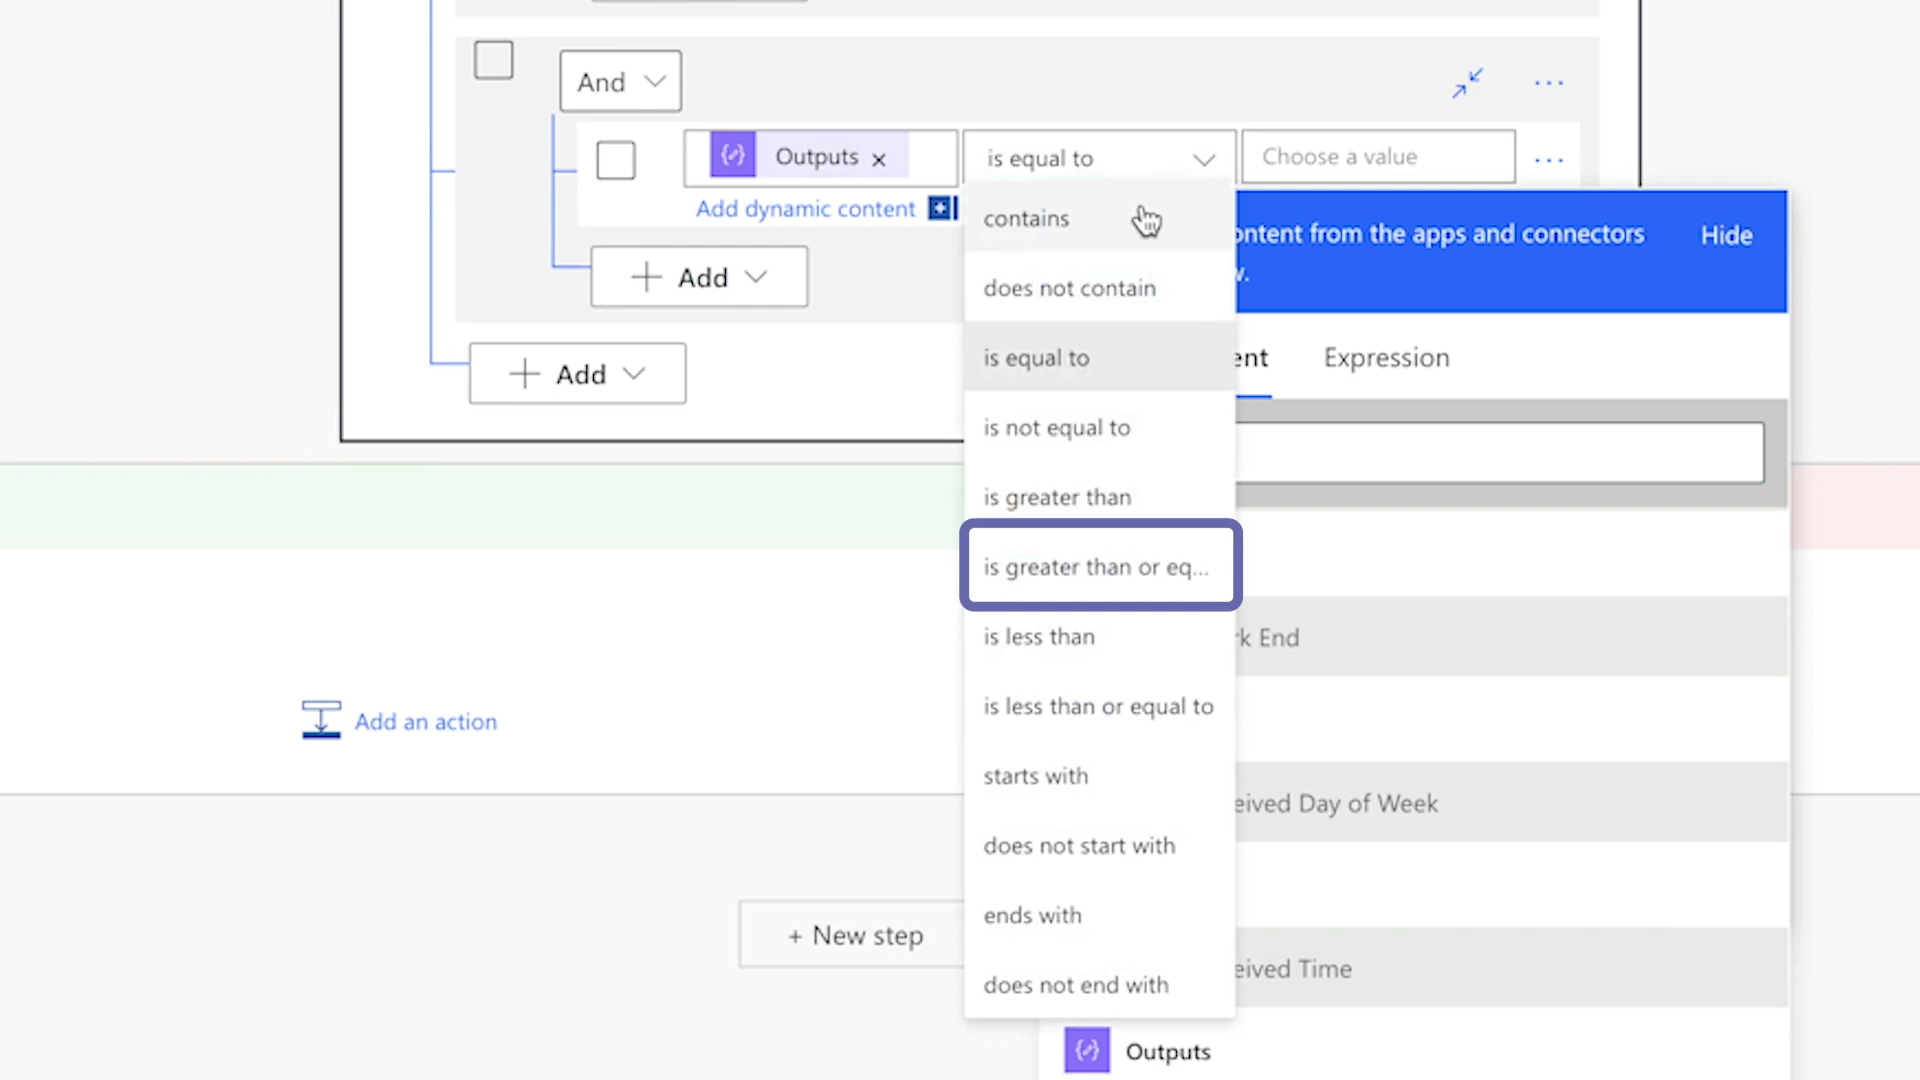 And
Outputs
is equal to
Choose a value
Add dynamic content
contains
ontent from the apps and connectors
w.
Hide
Add
does not contain
is equal to
ent
Expression
Add
is not equal to
is greater than
is greater than or eq...
is less than
rk End
is less than or equal to
Add an action
starts with
eived Day of Week
does not start with
ends with
+ New step
does not end with
eived Time
Outputs